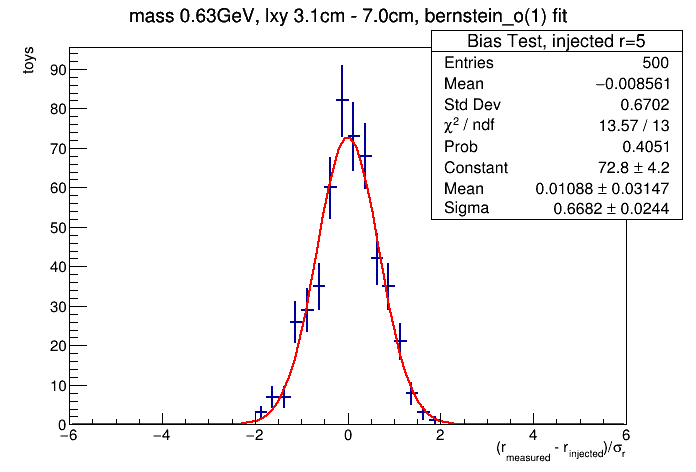 mass 0.63GeV, lxy 3.1cm - 7.0cm, bernstein_o(1) fit
Bias Test, injected r=5
Entries 500
Mean −0.008561
Std Dev 0.6702
χ² / ndf 13.57 / 13
Prob 0.4051
Constant 72.8 ± 4.2
Mean 0.01088 ± 0.03147
Sigma 0.6682 ± 0.0244
toys
90
80
70
60
50
40
30
20
10
0
−6 −4 −2 0 2 4 6
(r_measured - r_injected)/σ_r